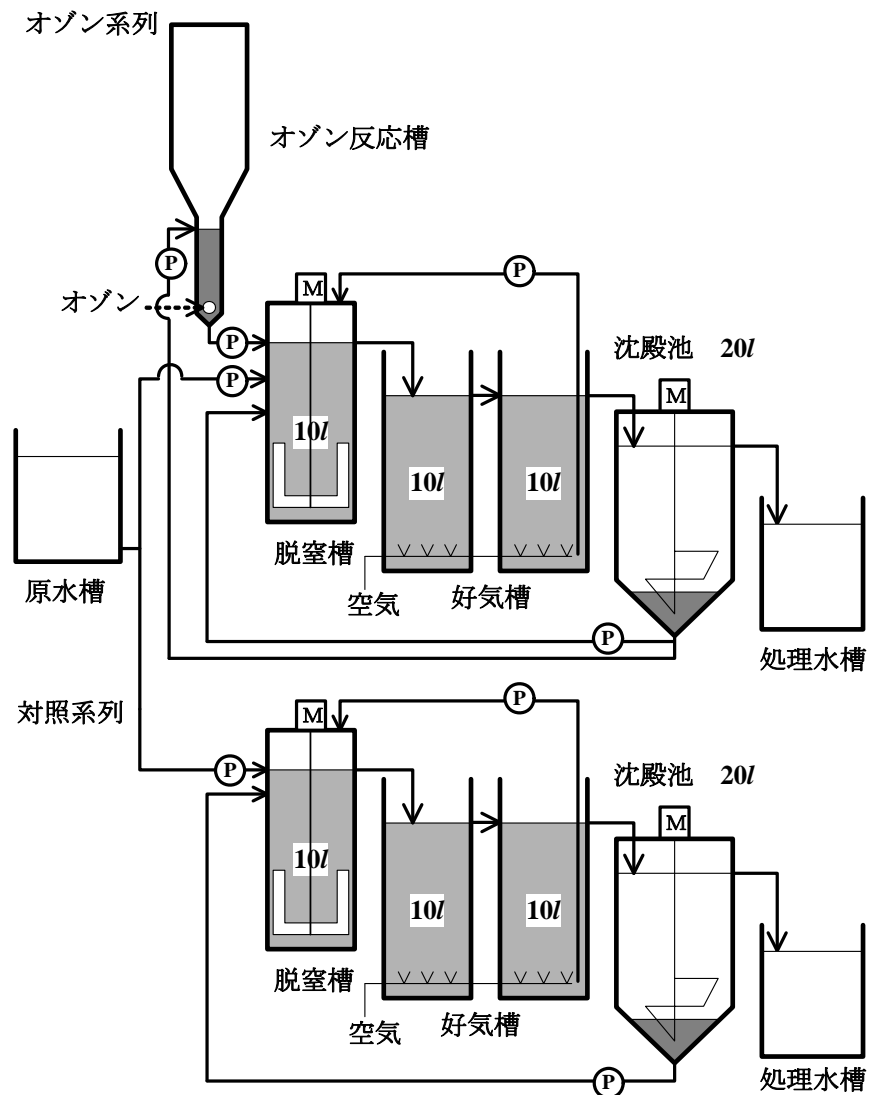 オゾン系列
オゾン反応槽
P
P
M
オゾン
P
沈殿池 20l
P
M
10l
10l
10l
原水槽
脱窒槽
空気
好気槽
P
処理水槽
対照系列
M
P
沈殿池 20l
P
M
10l
10l
10l
脱窒槽
空気
好気槽
P
処理水槽